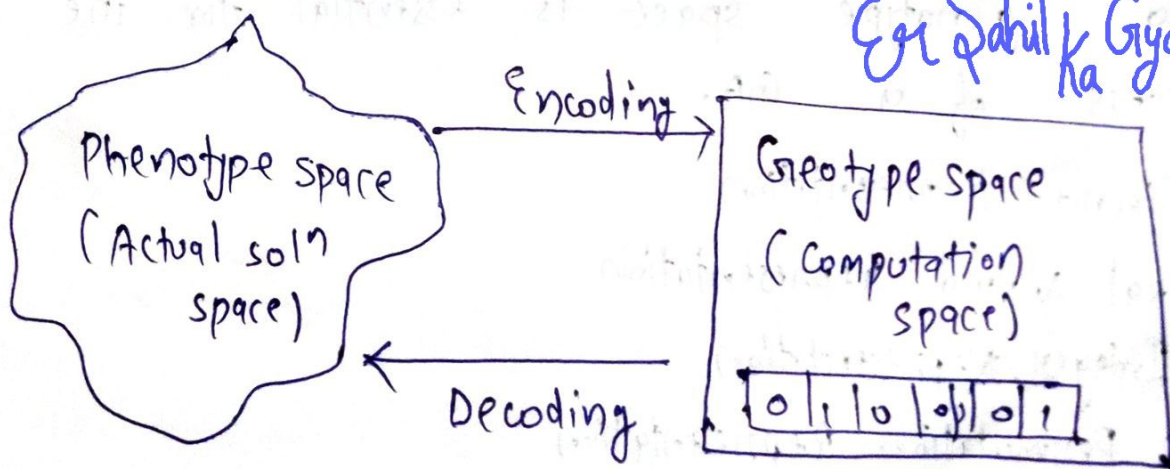 Er Sahil
Ka Gya
Encoding
Phenotype space
(Actual soln
space)
Geotype space
(Computation
space)
Decoding
0 1 0 0 1